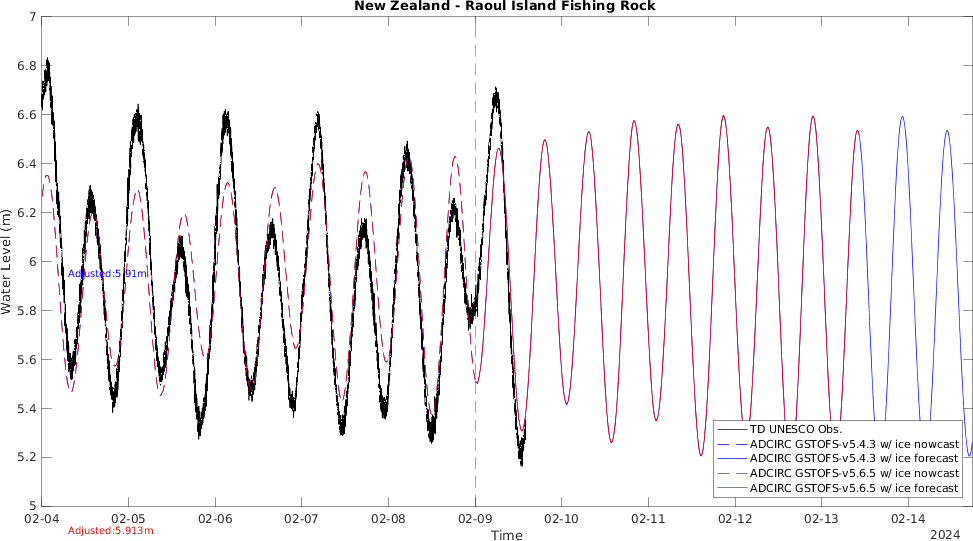 New Zealand - Raoul Island Fishing Rock
7
6.8
6.6
6.4
6.2
6
5.8
5.6
5.4
5.2
5
Water Level (m)
Adjusted:5.91m
TD UNESCO Obs.
ADCIRC GSTOFS-v5.4.3 w/ ice nowcast
ADCIRC GSTOFS-v5.4.3 w/ ice forecast
ADCIRC GSTOFS-v5.6.5 w/ ice nowcast
ADCIRC GSTOFS-v5.6.5 w/ ice forecast
02-04 02-05 02-06 02-07 02-08 02-09 02-10 02-11 02-12 02-13 02-14
Adjusted:5.913m
Time
2024